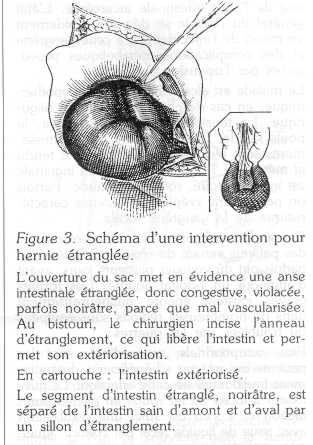 Figure 3. Schéma d'une intervention pour
hernie étranglée.
L'ouverture du sac met en évidence une anse
intestinale étranglée, donc congestive, violacée,
parfois noirâtre, parce que mal vascularisée.
Au bistouri, le chirurgien incise l'anneau
d'étranglement, ce qui libère l'intestin et per-
met son extériorisation.
En cartouche : l'intestin extériorisé.
Le segment d'intestin étranglé, noirâtre, est
séparé de l'intestin sain d'amont et d'aval par
un sillon d'étranglement.